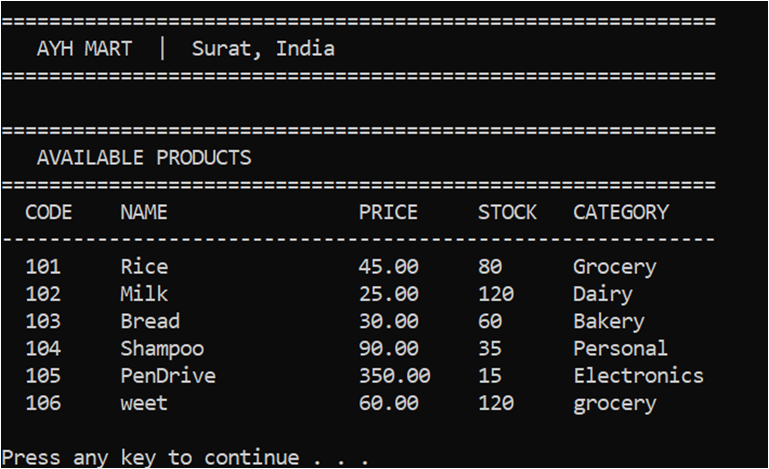 ============================================================
AYH MART | Surat, India
============================================================
============================================================
AVAILABLE PRODUCTS
============================================================
CODE NAME PRICE STOCK CATEGORY
------------------------------------------------------------
101 Rice 45.00 80 Grocery
102 Milk 25.00 120 Dairy
103 Bread 30.00 60 Bakery
104 Shampoo 90.00 35 Personal
105 PenDrive 350.00 15 Electronics
106 weet 60.00 120 grocery
Press any key to continue . . .